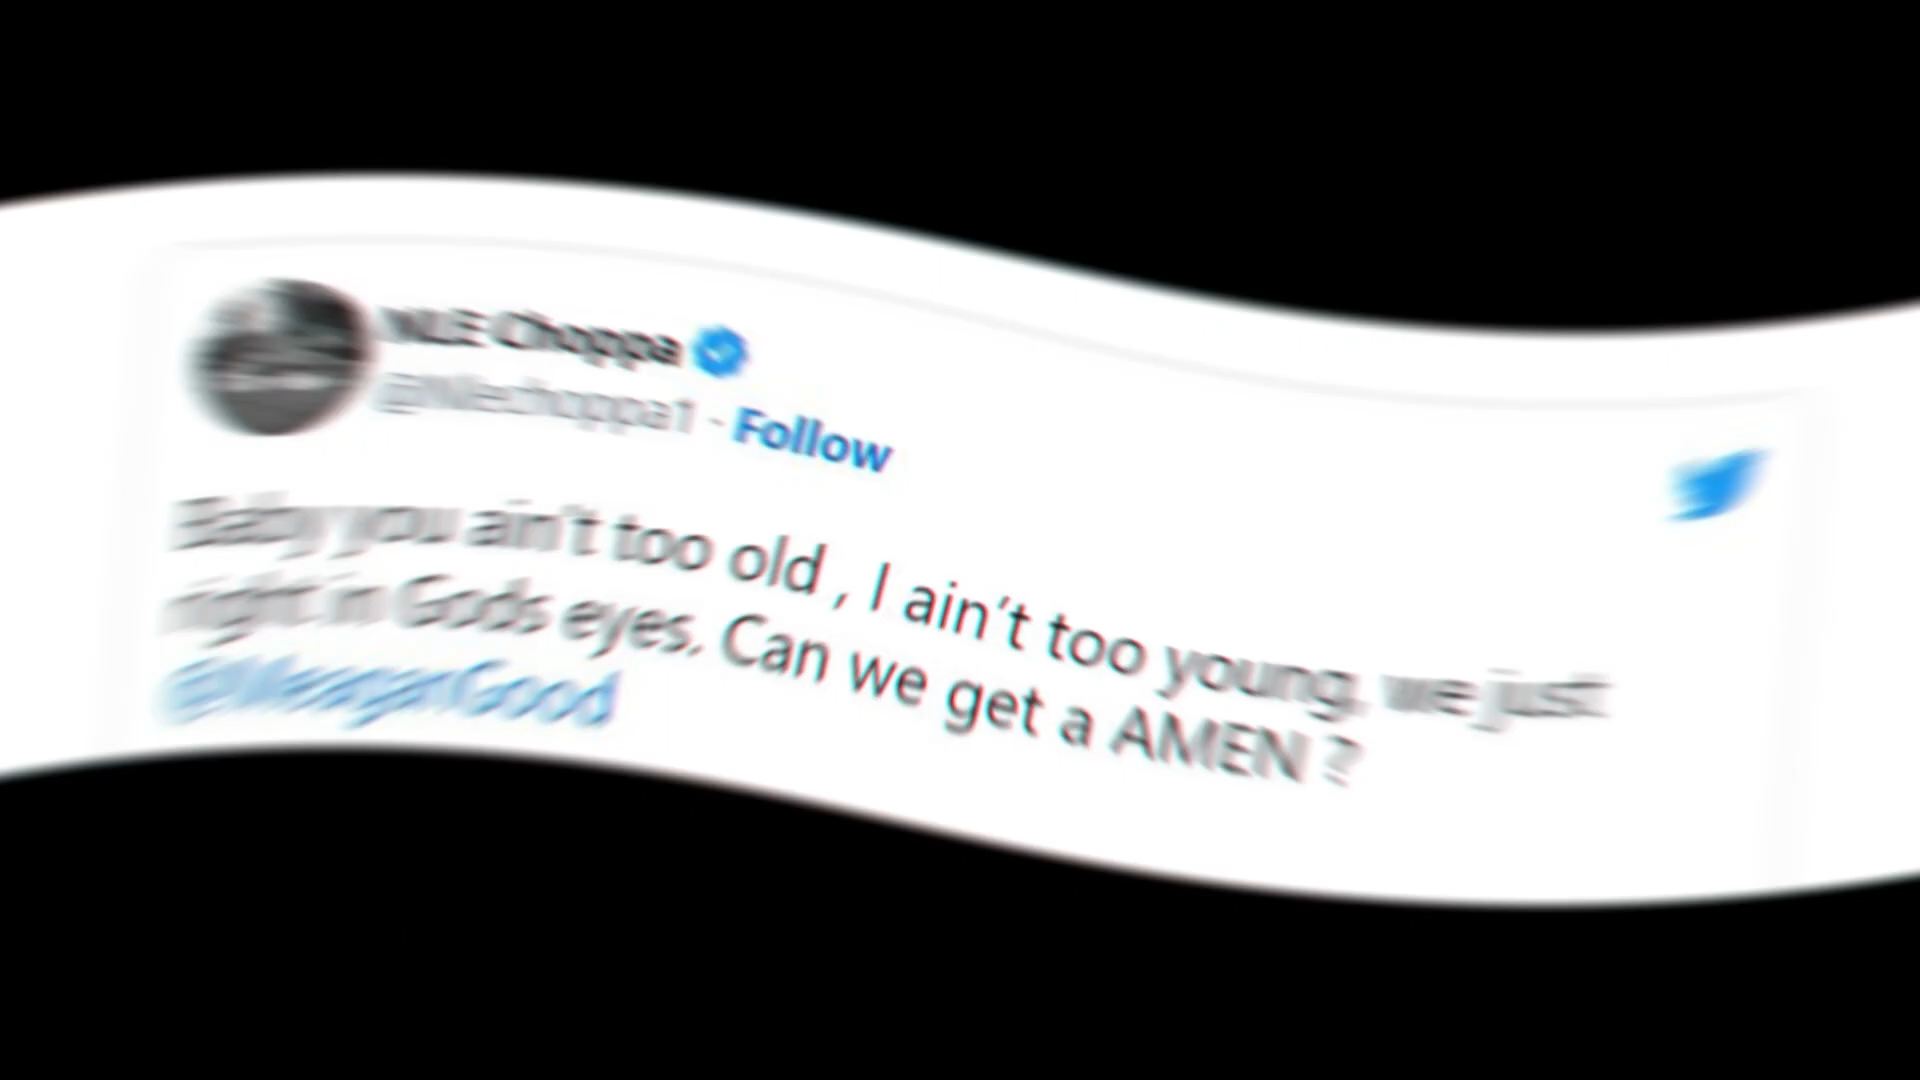 NLE Choppa
@Nlechoppa1 · Follow
Baby you ain't too old , I ain't too young, we just
right in Gods eyes. Can we get a AMEN ?
@MeaganGood